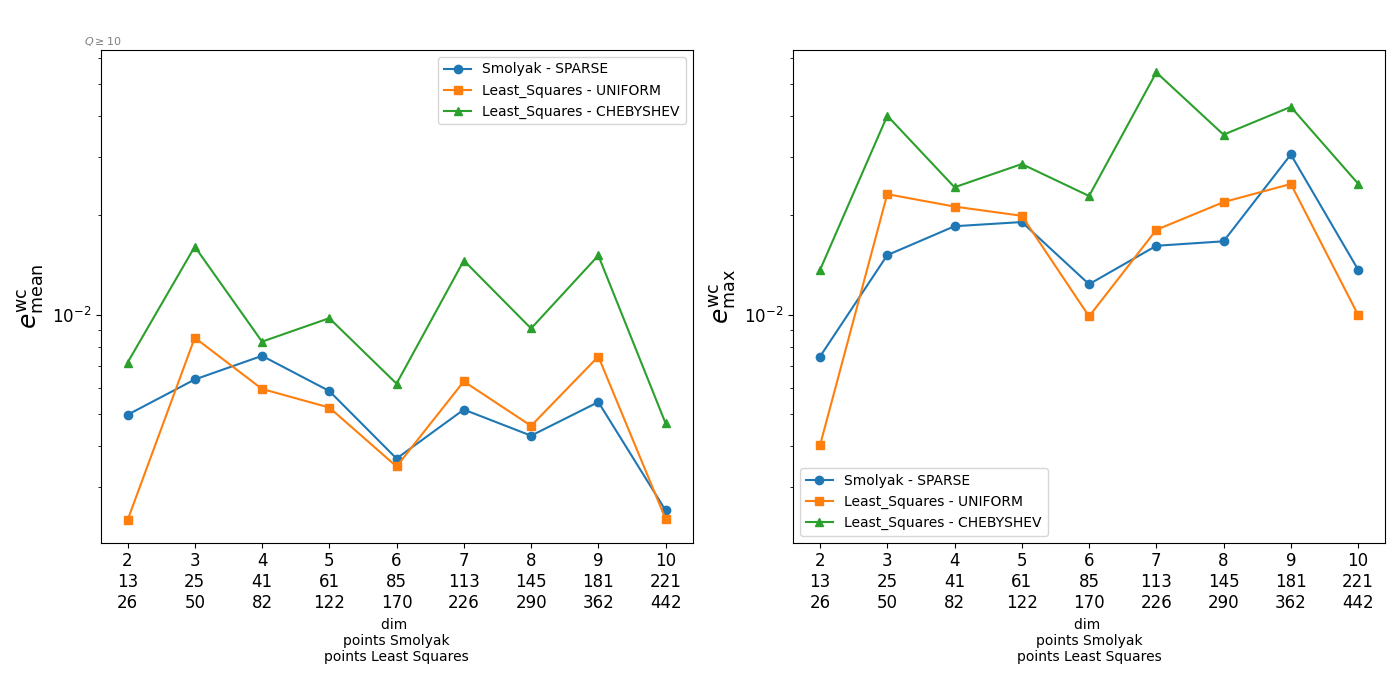 Q ≥ 10
Smolyak - SPARSE
Least_Squares - UNIFORM
Least_Squares - CHEBYSHEV
e^wc_mean
10^−2
2 3 4 5 6 7 8 9 10
13 25 41 61 85 113 145 181 221
26 50 82 122 170 226 290 362 442
dim
points Smolyak
points Least Squares
e^wc_max
10^−2
Smolyak - SPARSE
Least_Squares - UNIFORM
Least_Squares - CHEBYSHEV
2 3 4 5 6 7 8 9 10
13 25 41 61 85 113 145 181 221
26 50 82 122 170 226 290 362 442
dim
points Smolyak
points Least Squares